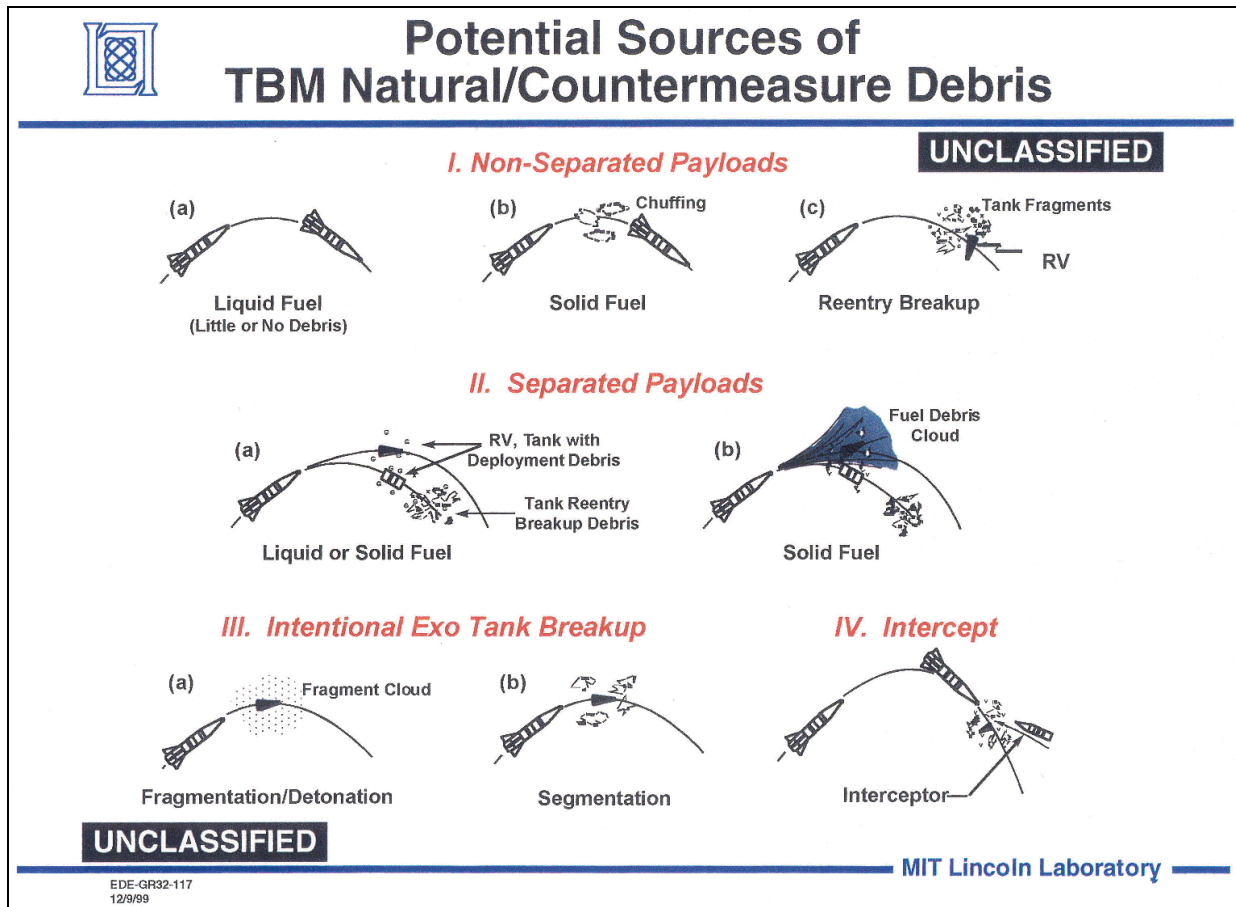 Potential Sources of
TBM Natural/Countermeasure Debris
UNCLASSIFIED
I. Non-Separated Payloads
(a)
Liquid Fuel
(Little or No Debris)
(b)
Chuffing
Solid Fuel
(c)
Tank Fragments
RV
Reentry Breakup
II. Separated Payloads
(a)
RV, Tank with
Deployment Debris
Tank Reentry
Breakup Debris
Liquid or Solid Fuel
(b)
Fuel Debris
Cloud
Solid Fuel
III. Intentional Exo Tank Breakup
(a)
Fragment Cloud
Fragmentation/Detonation
(b)
Segmentation
IV. Intercept
Interceptor
UNCLASSIFIED
MIT Lincoln Laboratory
EDE-GR32-117
12/9/99